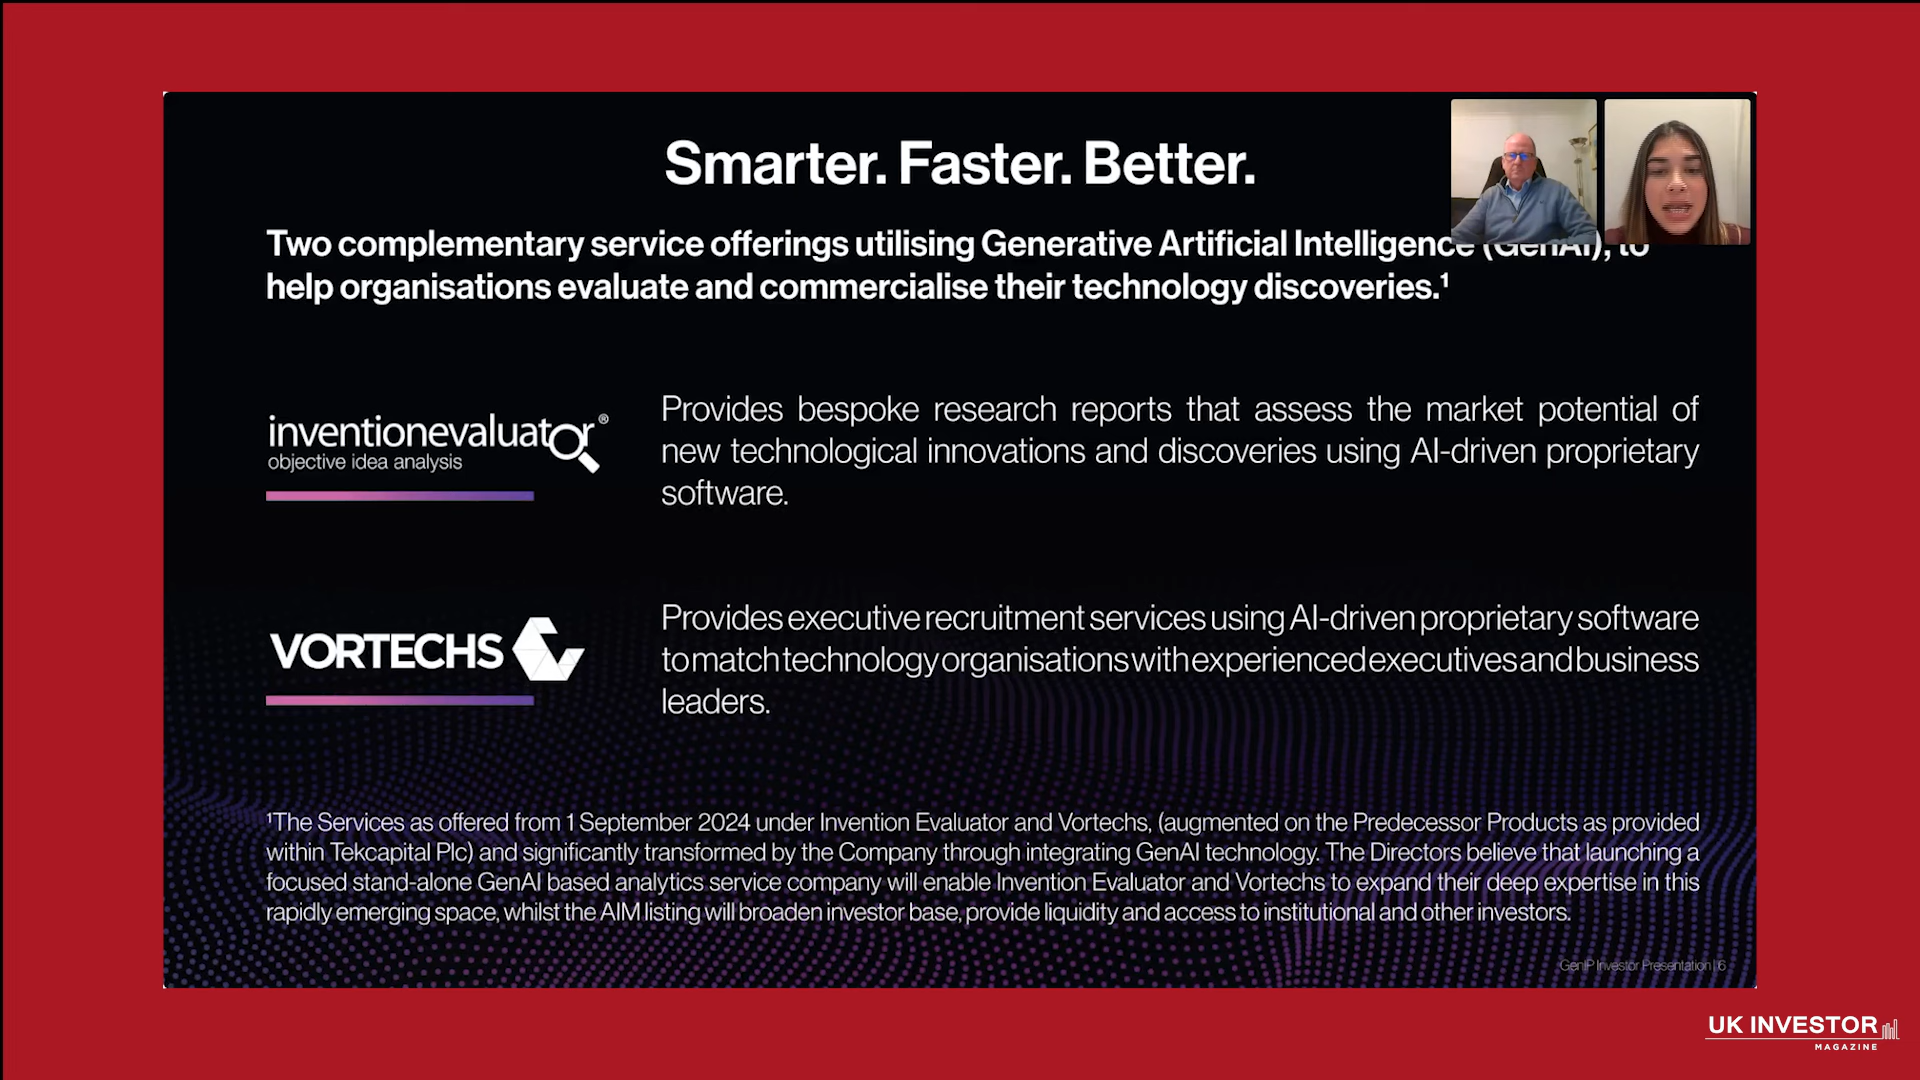 Smarter. Faster. Better.
Two complementary service offerings utilising Generative Artificial Intelligence (GenAI), to
help organisations evaluate and commercialise their technology discoveries.¹
inventionevaluator®
objective idea analysis
Provides bespoke research reports that assess the market potential of
new technological innovations and discoveries using AI-driven proprietary
software.
VORTECHS
Provides executive recruitment services using AI-driven proprietary software
to match technology organisations with experienced executives and business
leaders.
¹The Services as offered from 1 September 2024 under Invention Evaluator and Vortechs, (augmented on the Predecessor Products as provided
within Tekcapital Plc) and significantly transformed by the Company through integrating GenAI technology. The Directors believe that launching a
focused stand-alone GenAI based analytics service company will enable Invention Evaluator and Vortechs to expand their deep expertise in this
rapidly emerging space, whilst the AIM listing will broaden investor base, provide liquidity and access to institutional and other investors.
GenIP Investor Presentation | 6
UK INVESTOR
MAGAZINE